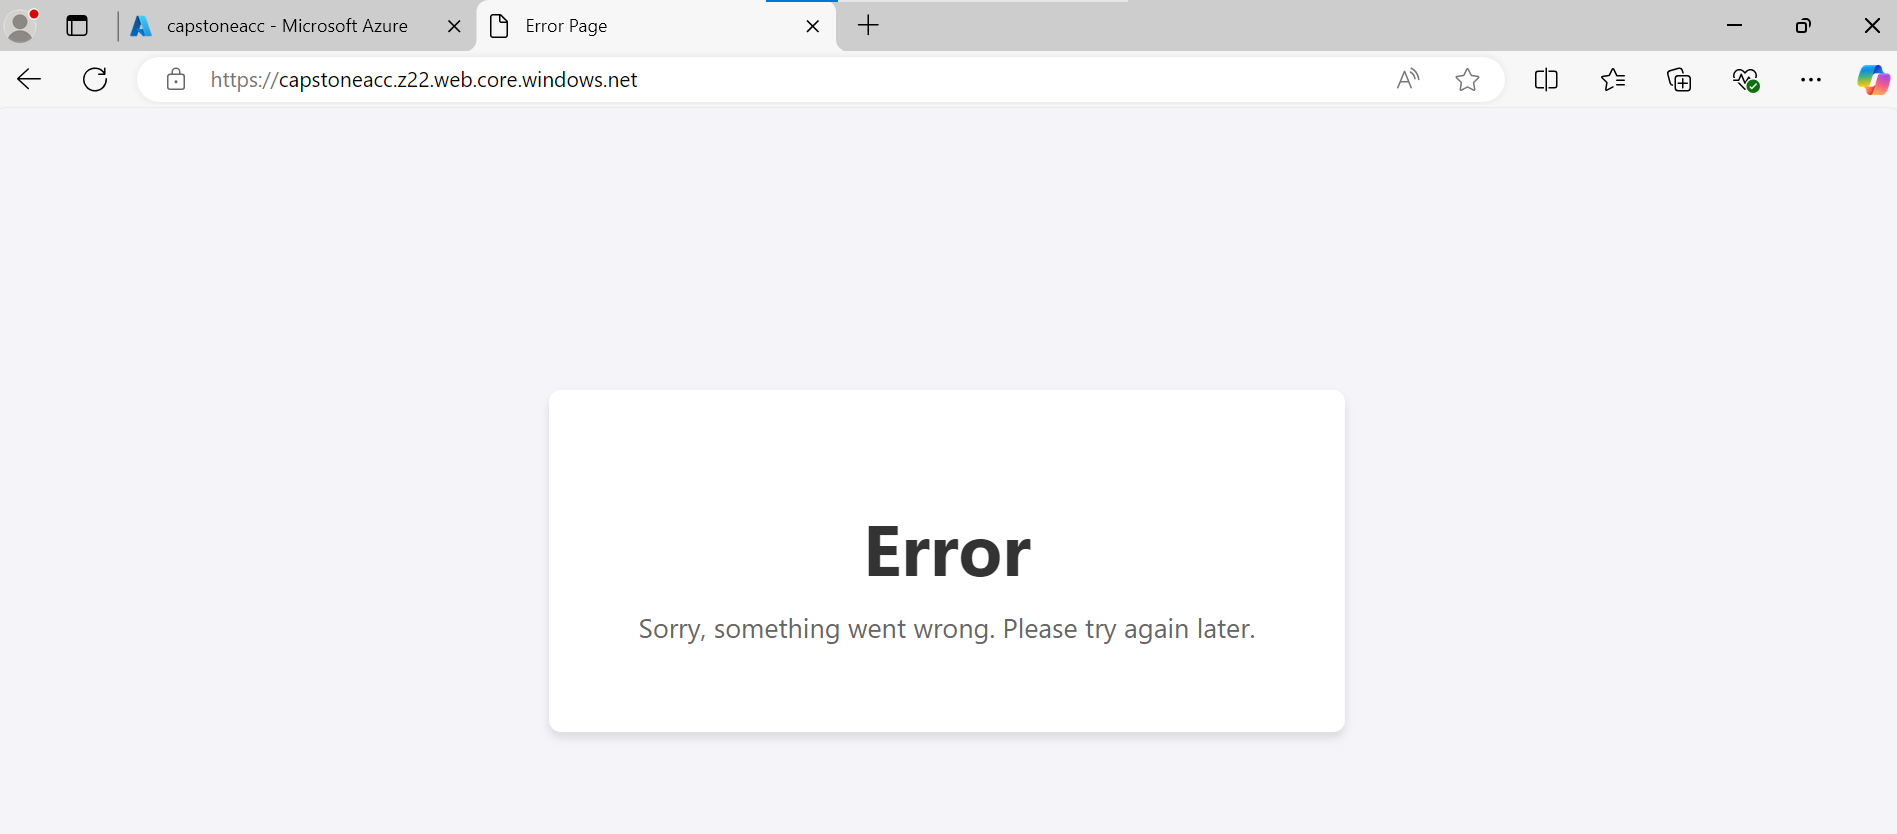 capstoneacc - Microsoft Azure
Error Page
https://capstoneacc.z22.web.core.windows.net
Error
Sorry, something went wrong. Please try again later.